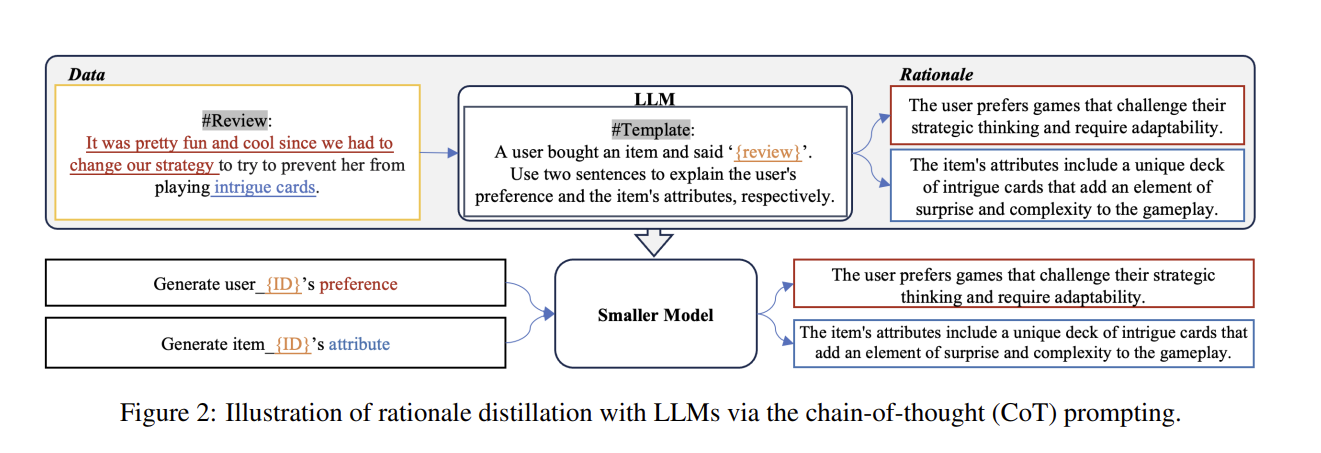 Data
#Review:
It was pretty fun and cool since we had to
change our strategy to try to prevent her from
playing intrigue cards.
LLM
#Template:
A user bought an item and said ‘{review}’.
Use two sentences to explain the user's
preference and the item's attributes, respectively.
Rationale
The user prefers games that challenge their
strategic thinking and require adaptability.
The item's attributes include a unique deck
of intrigue cards that add an element of
surprise and complexity to the gameplay.
Generate user_{ID}’s preference
Generate item_{ID}’s attribute
Smaller Model
The user prefers games that challenge their strategic
thinking and require adaptability.
The item's attributes include a unique deck of intrigue cards that
add an element of surprise and complexity to the gameplay.
Figure 2: Illustration of rationale distillation with LLMs via the chain-of-thought (CoT) prompting.